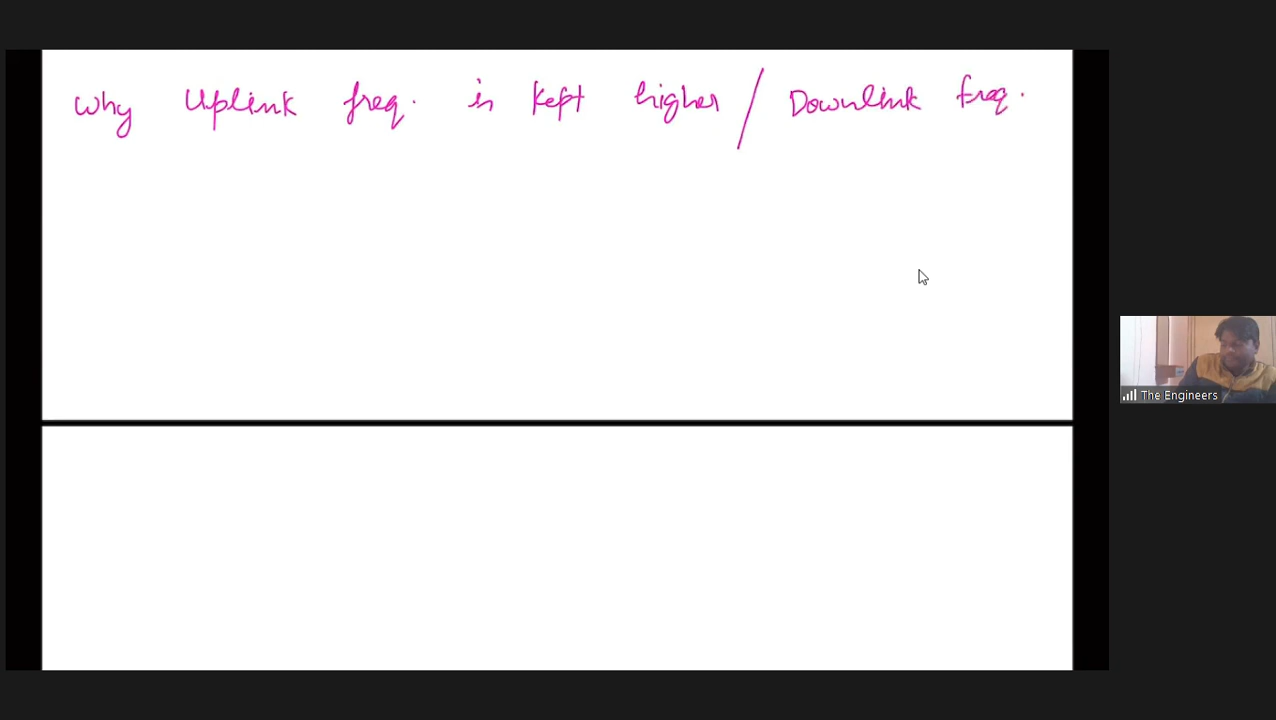 Why Uplink freq. is kept higher / Downlink freq.
The Engineers